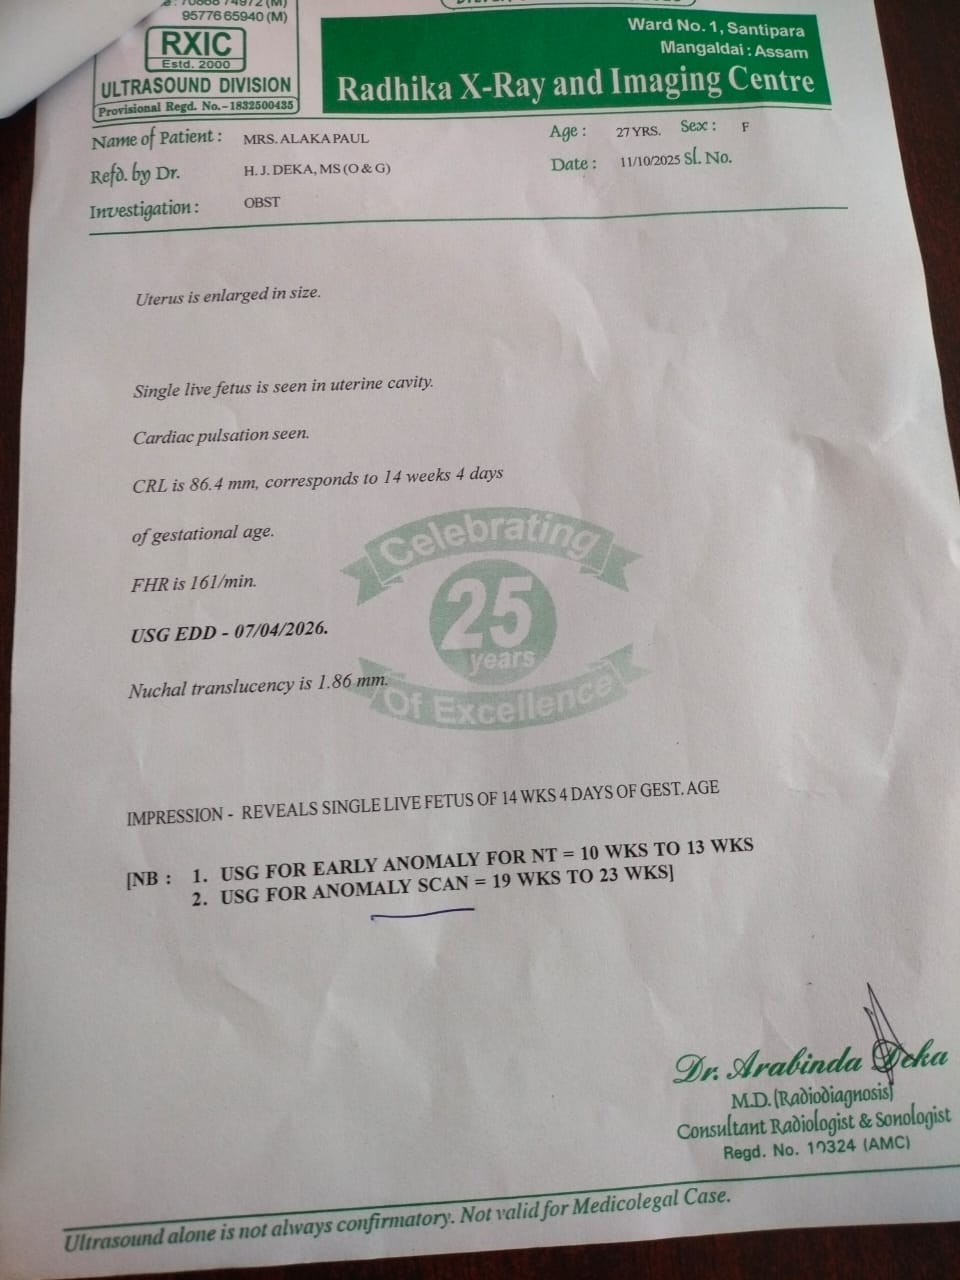 95776 65940 (M)
RXIC
Estd. 2000
ULTRASOUND DIVISION
Provisional Regd. No.-1832500435
Ward No. 1, Santipara
Mangaldai : Assam
Radhika X-Ray and Imaging Centre
Name of Patient : MRS. ALAKA PAUL Age : 27 YRS. Sex : F
Refd. by Dr. H. J. DEKA, MS (O & G) Date : 11/10/2025 Sl. No.
Investigation : OBST
Uterus is enlarged in size.
Single live fetus is seen in uterine cavity.
Cardiac pulsation seen.
CRL is 86.4 mm, corresponds to 14 weeks 4 days
of gestational age.
FHR is 161/min.
USG EDD - 07/04/2026.
Nuchal translucency is 1.86 mm.
Celebrating
25
years
Of Excellence
IMPRESSION - REVEALS SINGLE LIVE FETUS OF 14 WKS 4 DAYS OF GEST. AGE
[NB : 1. USG FOR EARLY ANOMALY FOR NT = 10 WKS TO 13 WKS
2. USG FOR ANOMALY SCAN = 19 WKS TO 23 WKS]
Dr. Arabinda Deka
M.D. (Radiodiagnosis)
Consultant Radiologist & Sonologist
Regd. No. (AMC)
Ultrasound alone is not always confirmatory. Not valid for Medicolegal Case.